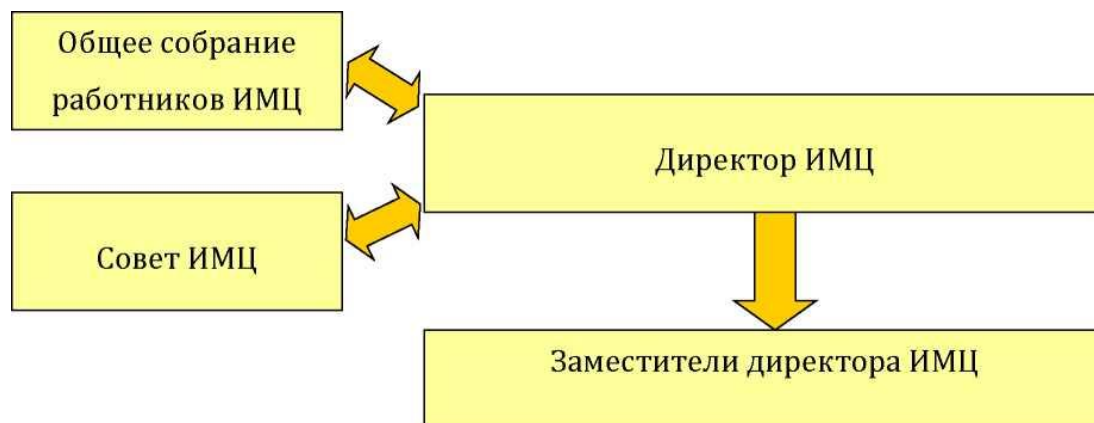 Общее собрание
работников ИМЦ
Директор ИМЦ
Совет ИМЦ
Заместители директора ИМЦ